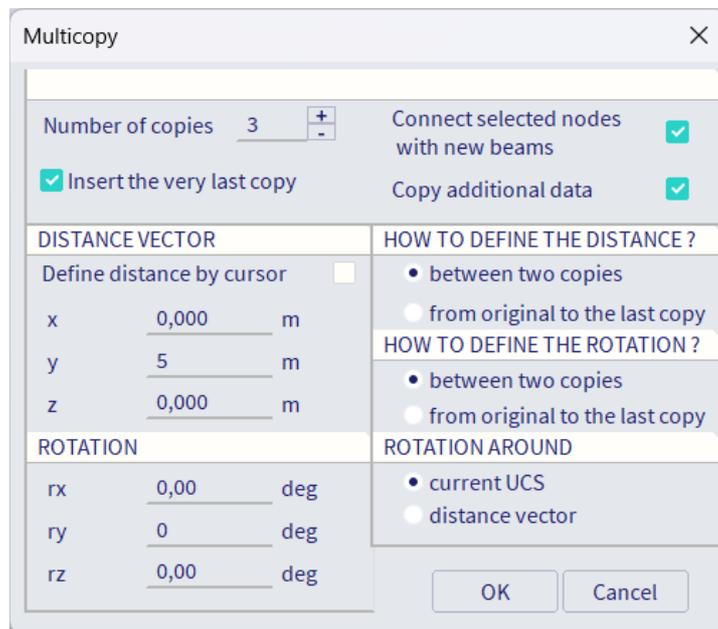 Multicopy
Number of copies 3 + -
Connect selected nodes
with new beams
Insert the very last copy
Copy additional data
DISTANCE VECTOR
Define distance by cursor
x 0,000 m
y 5 m
z 0,000 m
HOW TO DEFINE THE DISTANCE ?
between two copies
from original to the last copy
HOW TO DEFINE THE ROTATION ?
between two copies
from original to the last copy
ROTATION
rx 0,00 deg
ry 0 deg
rz 0,00 deg
ROTATION AROUND
current UCS
distance vector
OK Cancel